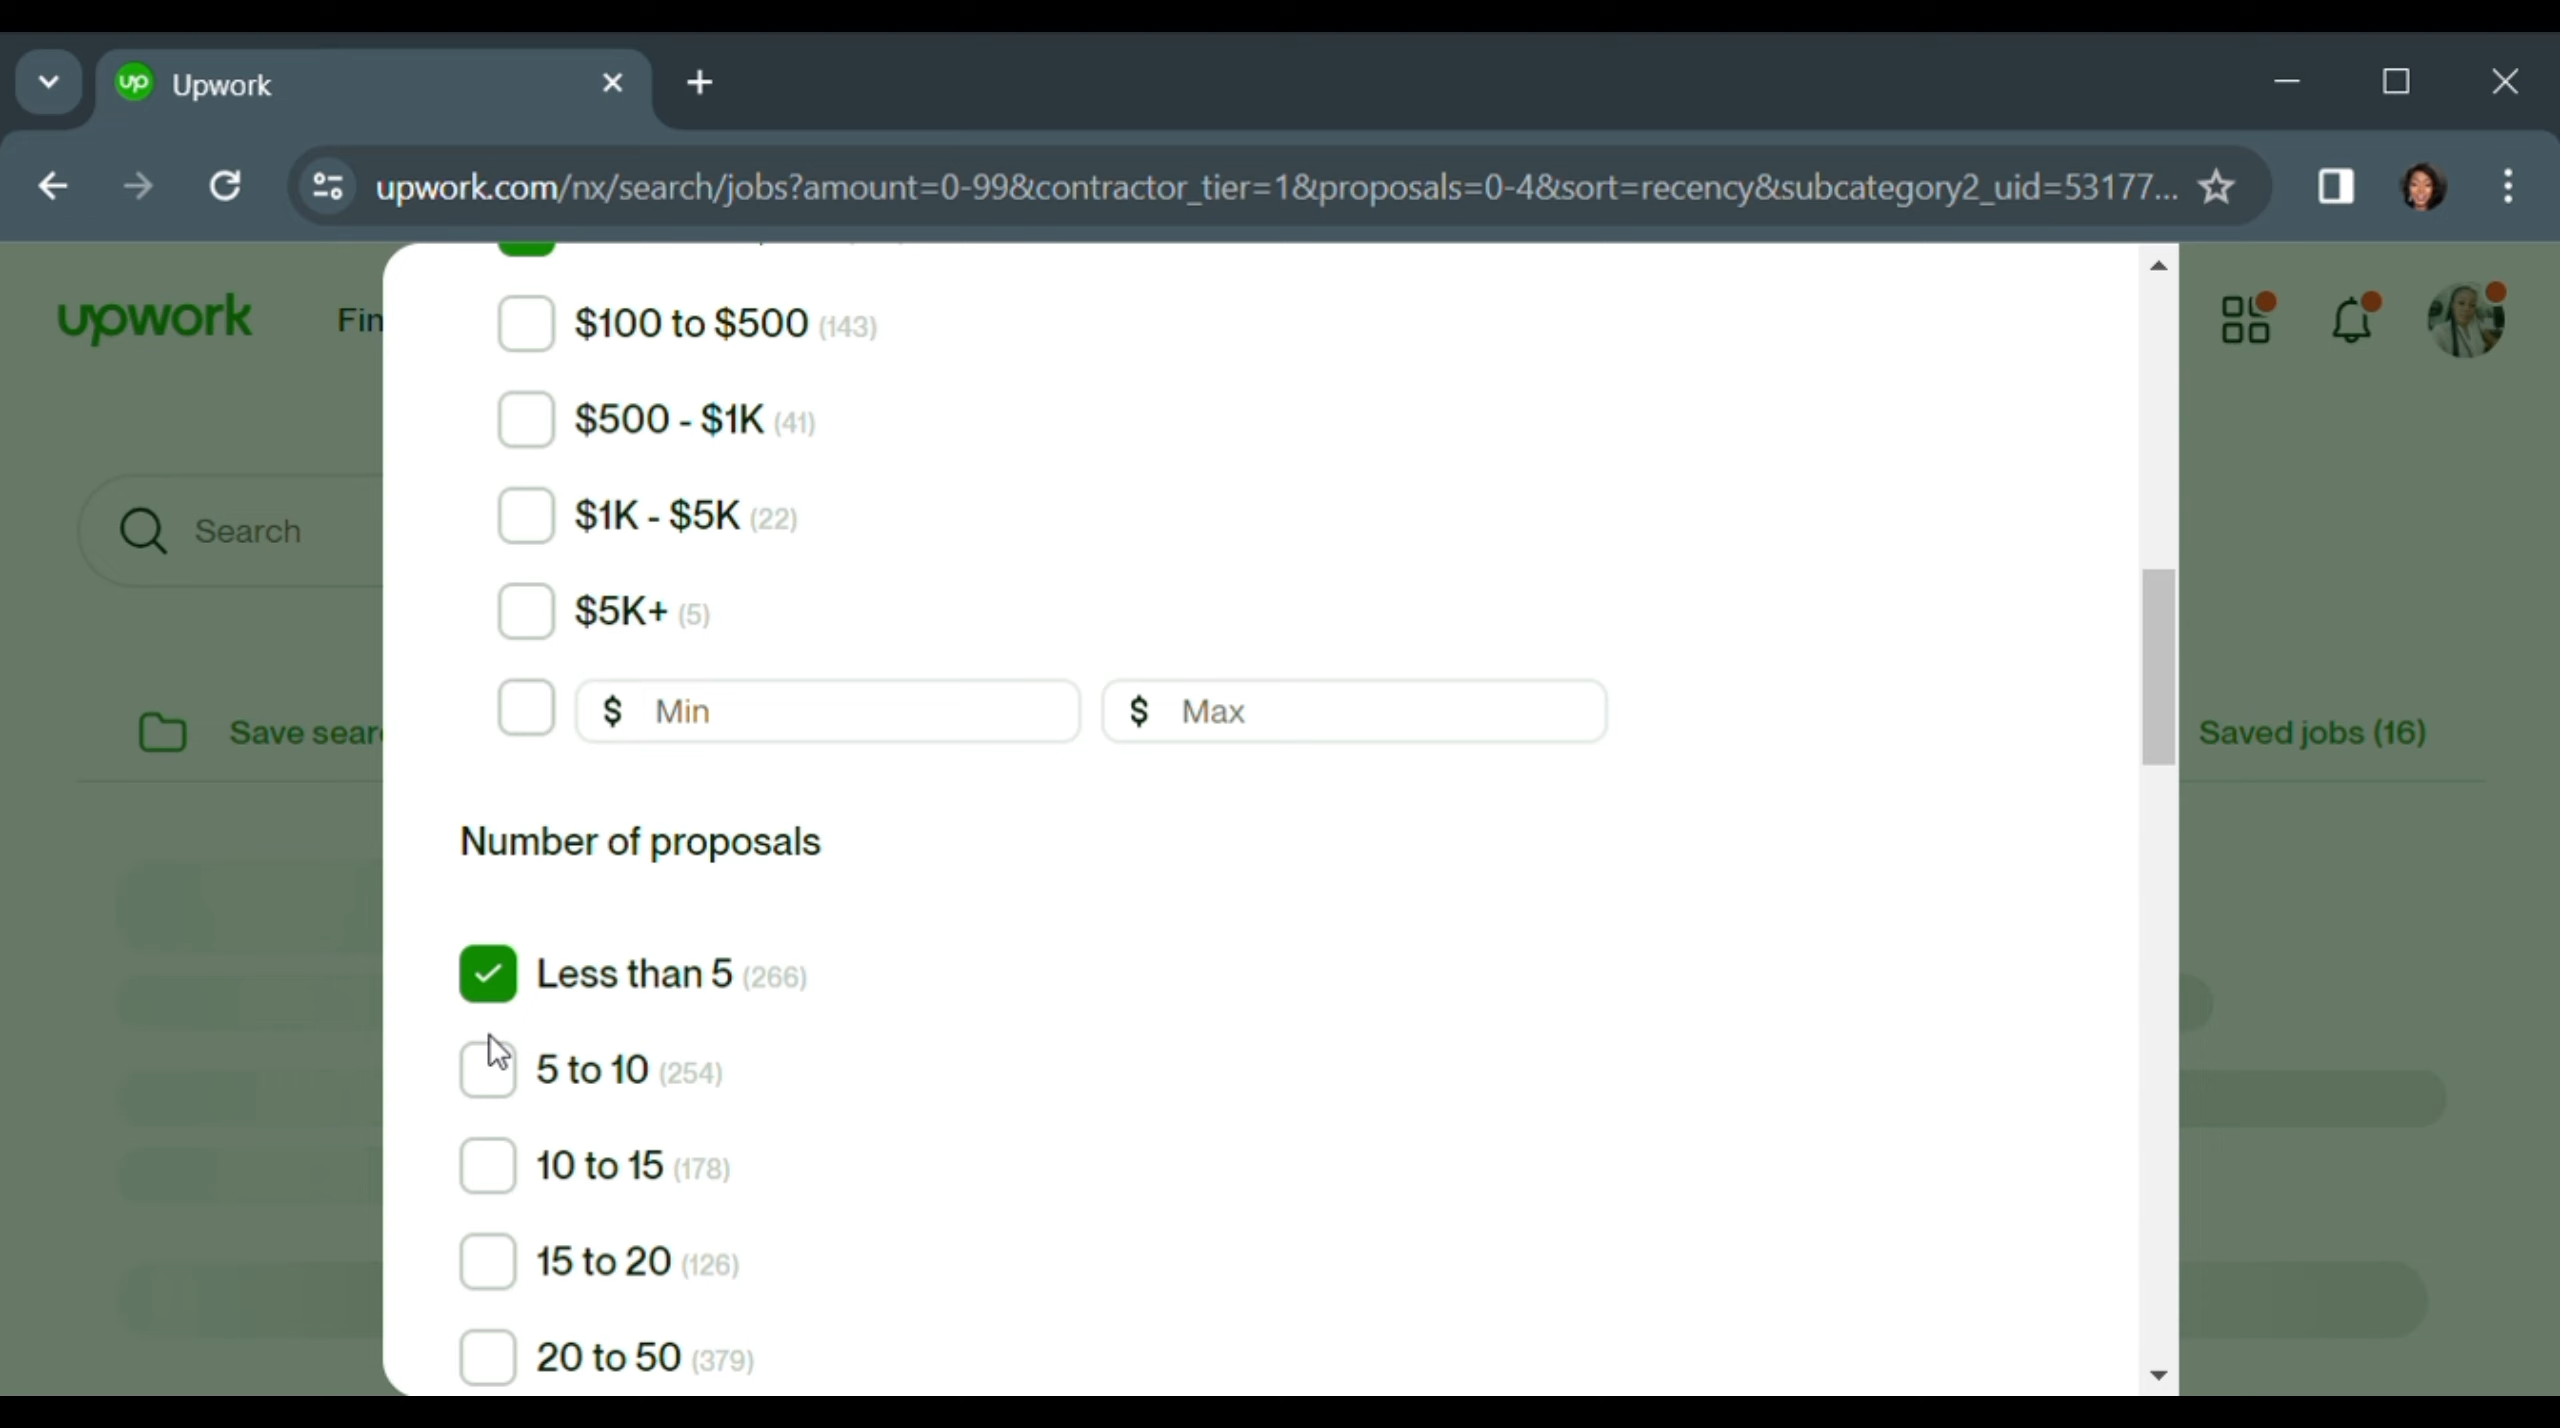 up Upwork
upwork.com/nx/search/jobs?amount=0-99&contractor_tier=1&proposals=0-4&sort=recency&subcategory2_uid=53177...
upwork Fin
$100 to $500 (143)
$500 - $1K (41)
Search
$1K - $5K (22)
$5K+ (5)
$ Min $ Max
Save sear Saved jobs (16)
Number of proposals
Less than 5 (266)
5 to 10 (254)
10 to 15 (178)
15 to 20 (126)
20 to 50 (379)